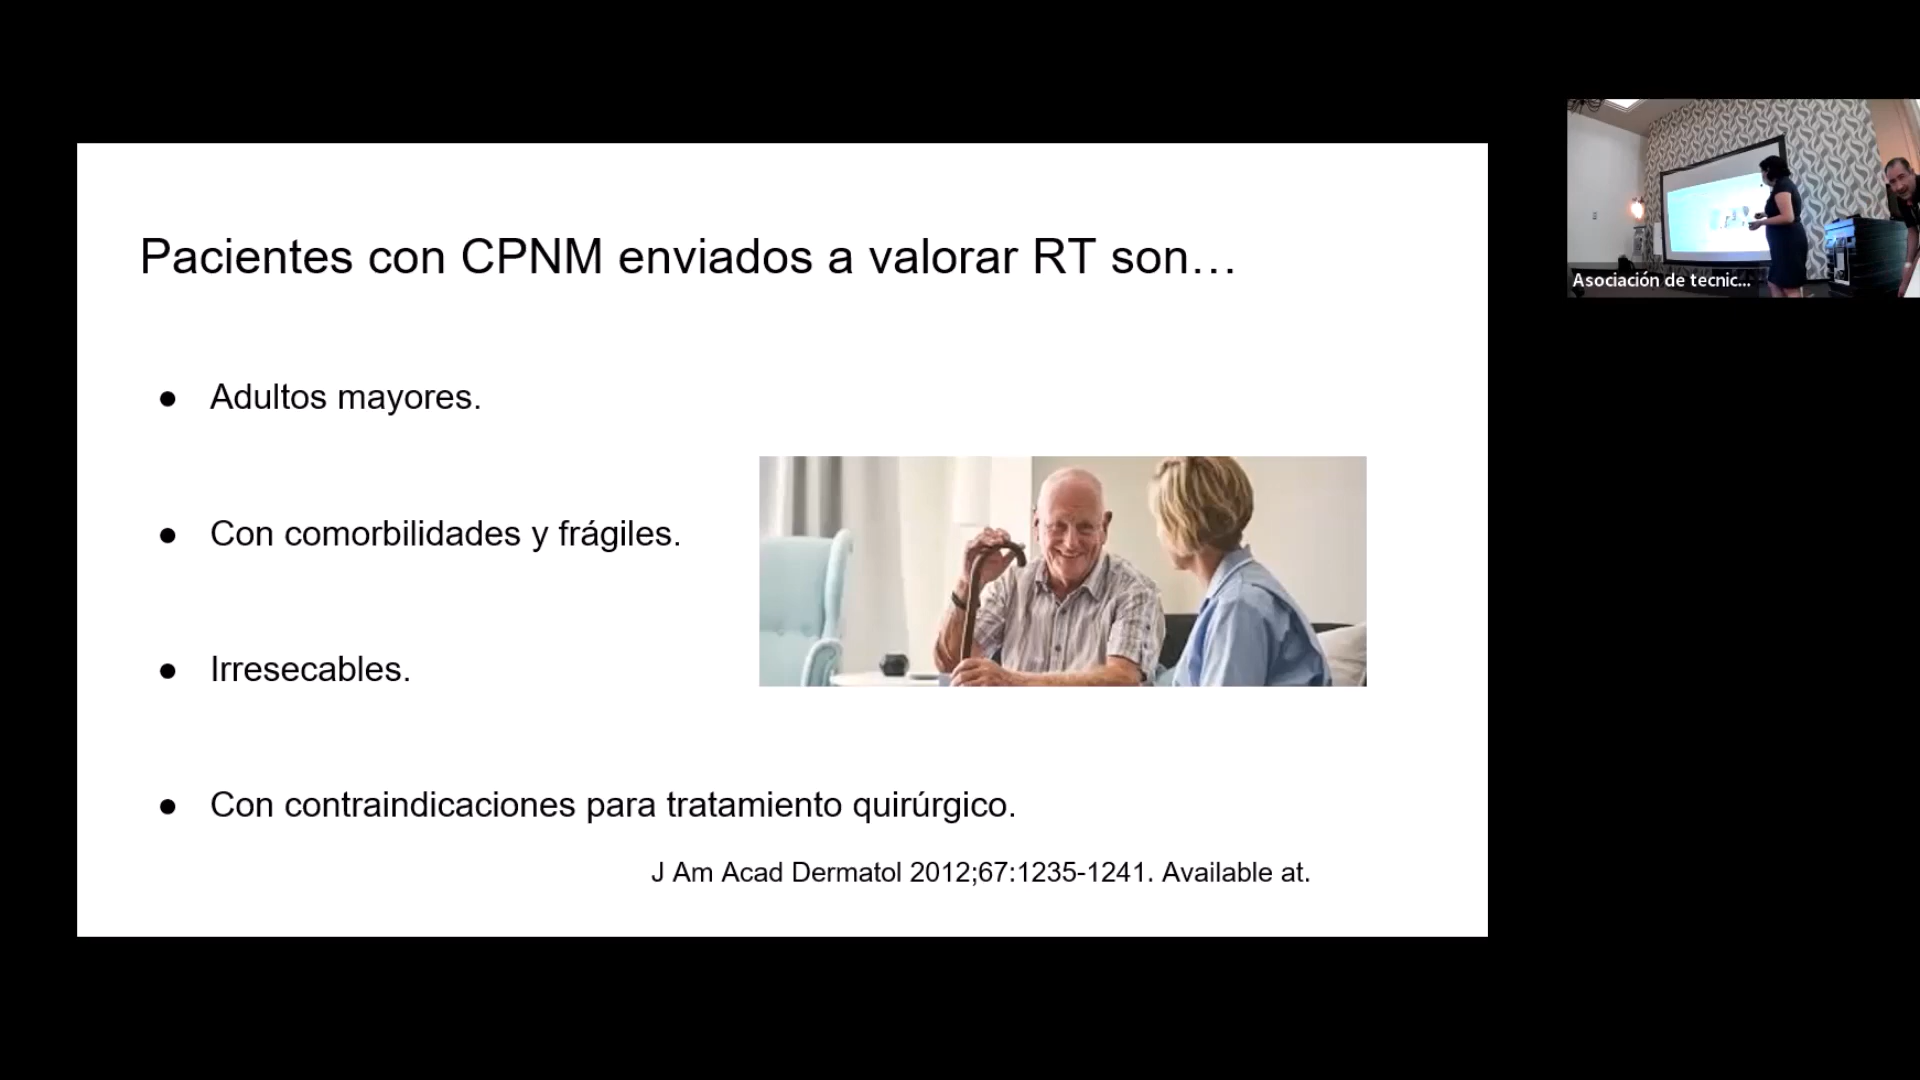 Pacientes con CPNM enviados a valorar RT son…
● Adultos mayores.
● Con comorbilidades y frágiles.
● Irresecables.
● Con contraindicaciones para tratamiento quirúrgico.
J Am Acad Dermatol 2012;67:1235-1241. Available at.
Asociación de tecnic...